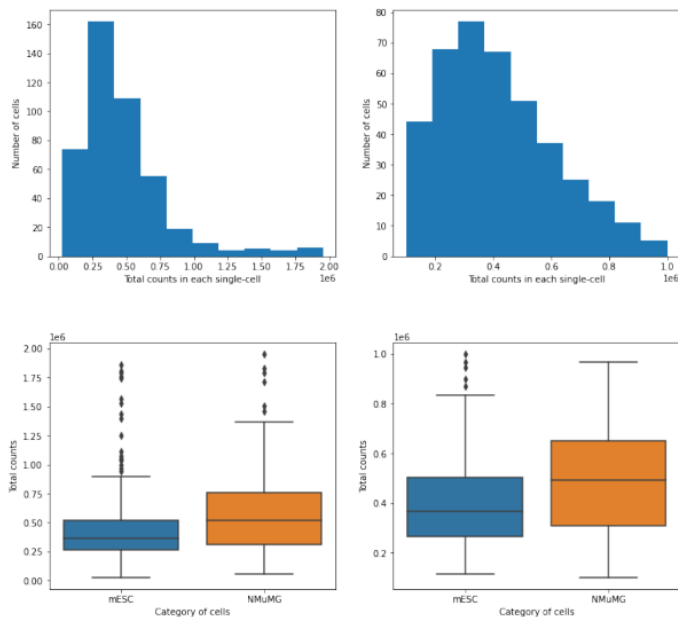 160
140
120
100
80
60
40
20
0
Number of cells
0.00 0.25 0.50 0.75 1.00 1.25 1.50 1.75 2.00
Total counts in each single-cell
1e6
80
70
60
50
40
30
20
10
0
Number of cells
0.2 0.4 0.6 0.8 1.0
Total counts in each single-cell
1e6
1e6
2.00
1.75
1.50
1.25
1.00
0.75
0.50
0.25
0.00
Total counts
mESC NMuMG
Category of cells
1e6
1.0
0.8
0.6
0.4
0.2
Total counts
mESC NMuMG
Category of cells